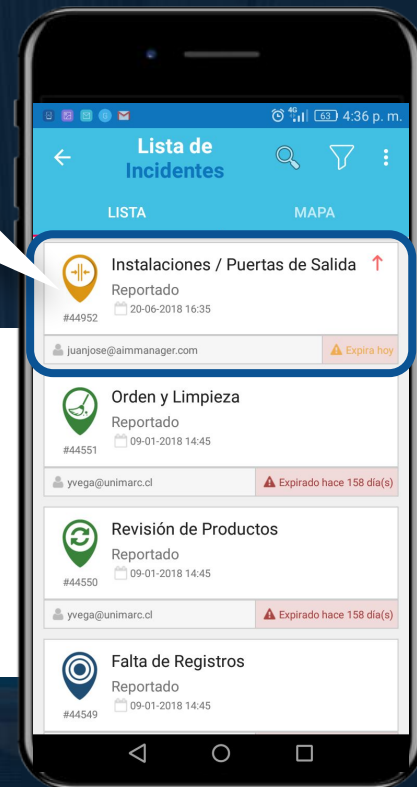 4G 63 4:36 p. m.
Lista de
Incidentes
LISTA MAPA
Instalaciones / Puertas de Salida
Reportado
20-06-2018 16:35
#44952
juanjose@aimmanager.com Expira hoy
Orden y Limpieza
Reportado
09-01-2018 14:45
#44551
yvega@unimarc.cl Expirado hace 158 día(s)
Revisión de Productos
Reportado
09-01-2018 14:45
#44550
yvega@unimarc.cl Expirado hace 158 día(s)
Falta de Registros
Reportado
09-01-2018 14:45
#44549